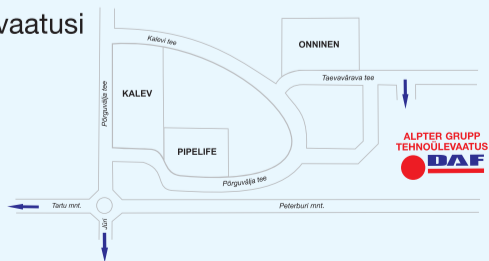 vaatusi
Kalevi tee
ONNINEN
Taevavärava tee
Põrguvälja tee
KALEV
PIPELIFE
ALPTER GRUPP
TEHNOÜLEVAATUS
DAF
Põrguvälja tee
Tartu mnt.
Peterburi mnt.
Jüri